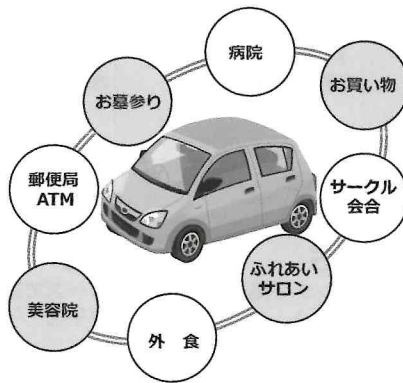 病院
お買い物
お墓参り
郵便局
ATM
サークル
会合
ふれあい
サロン
美容院
外 食